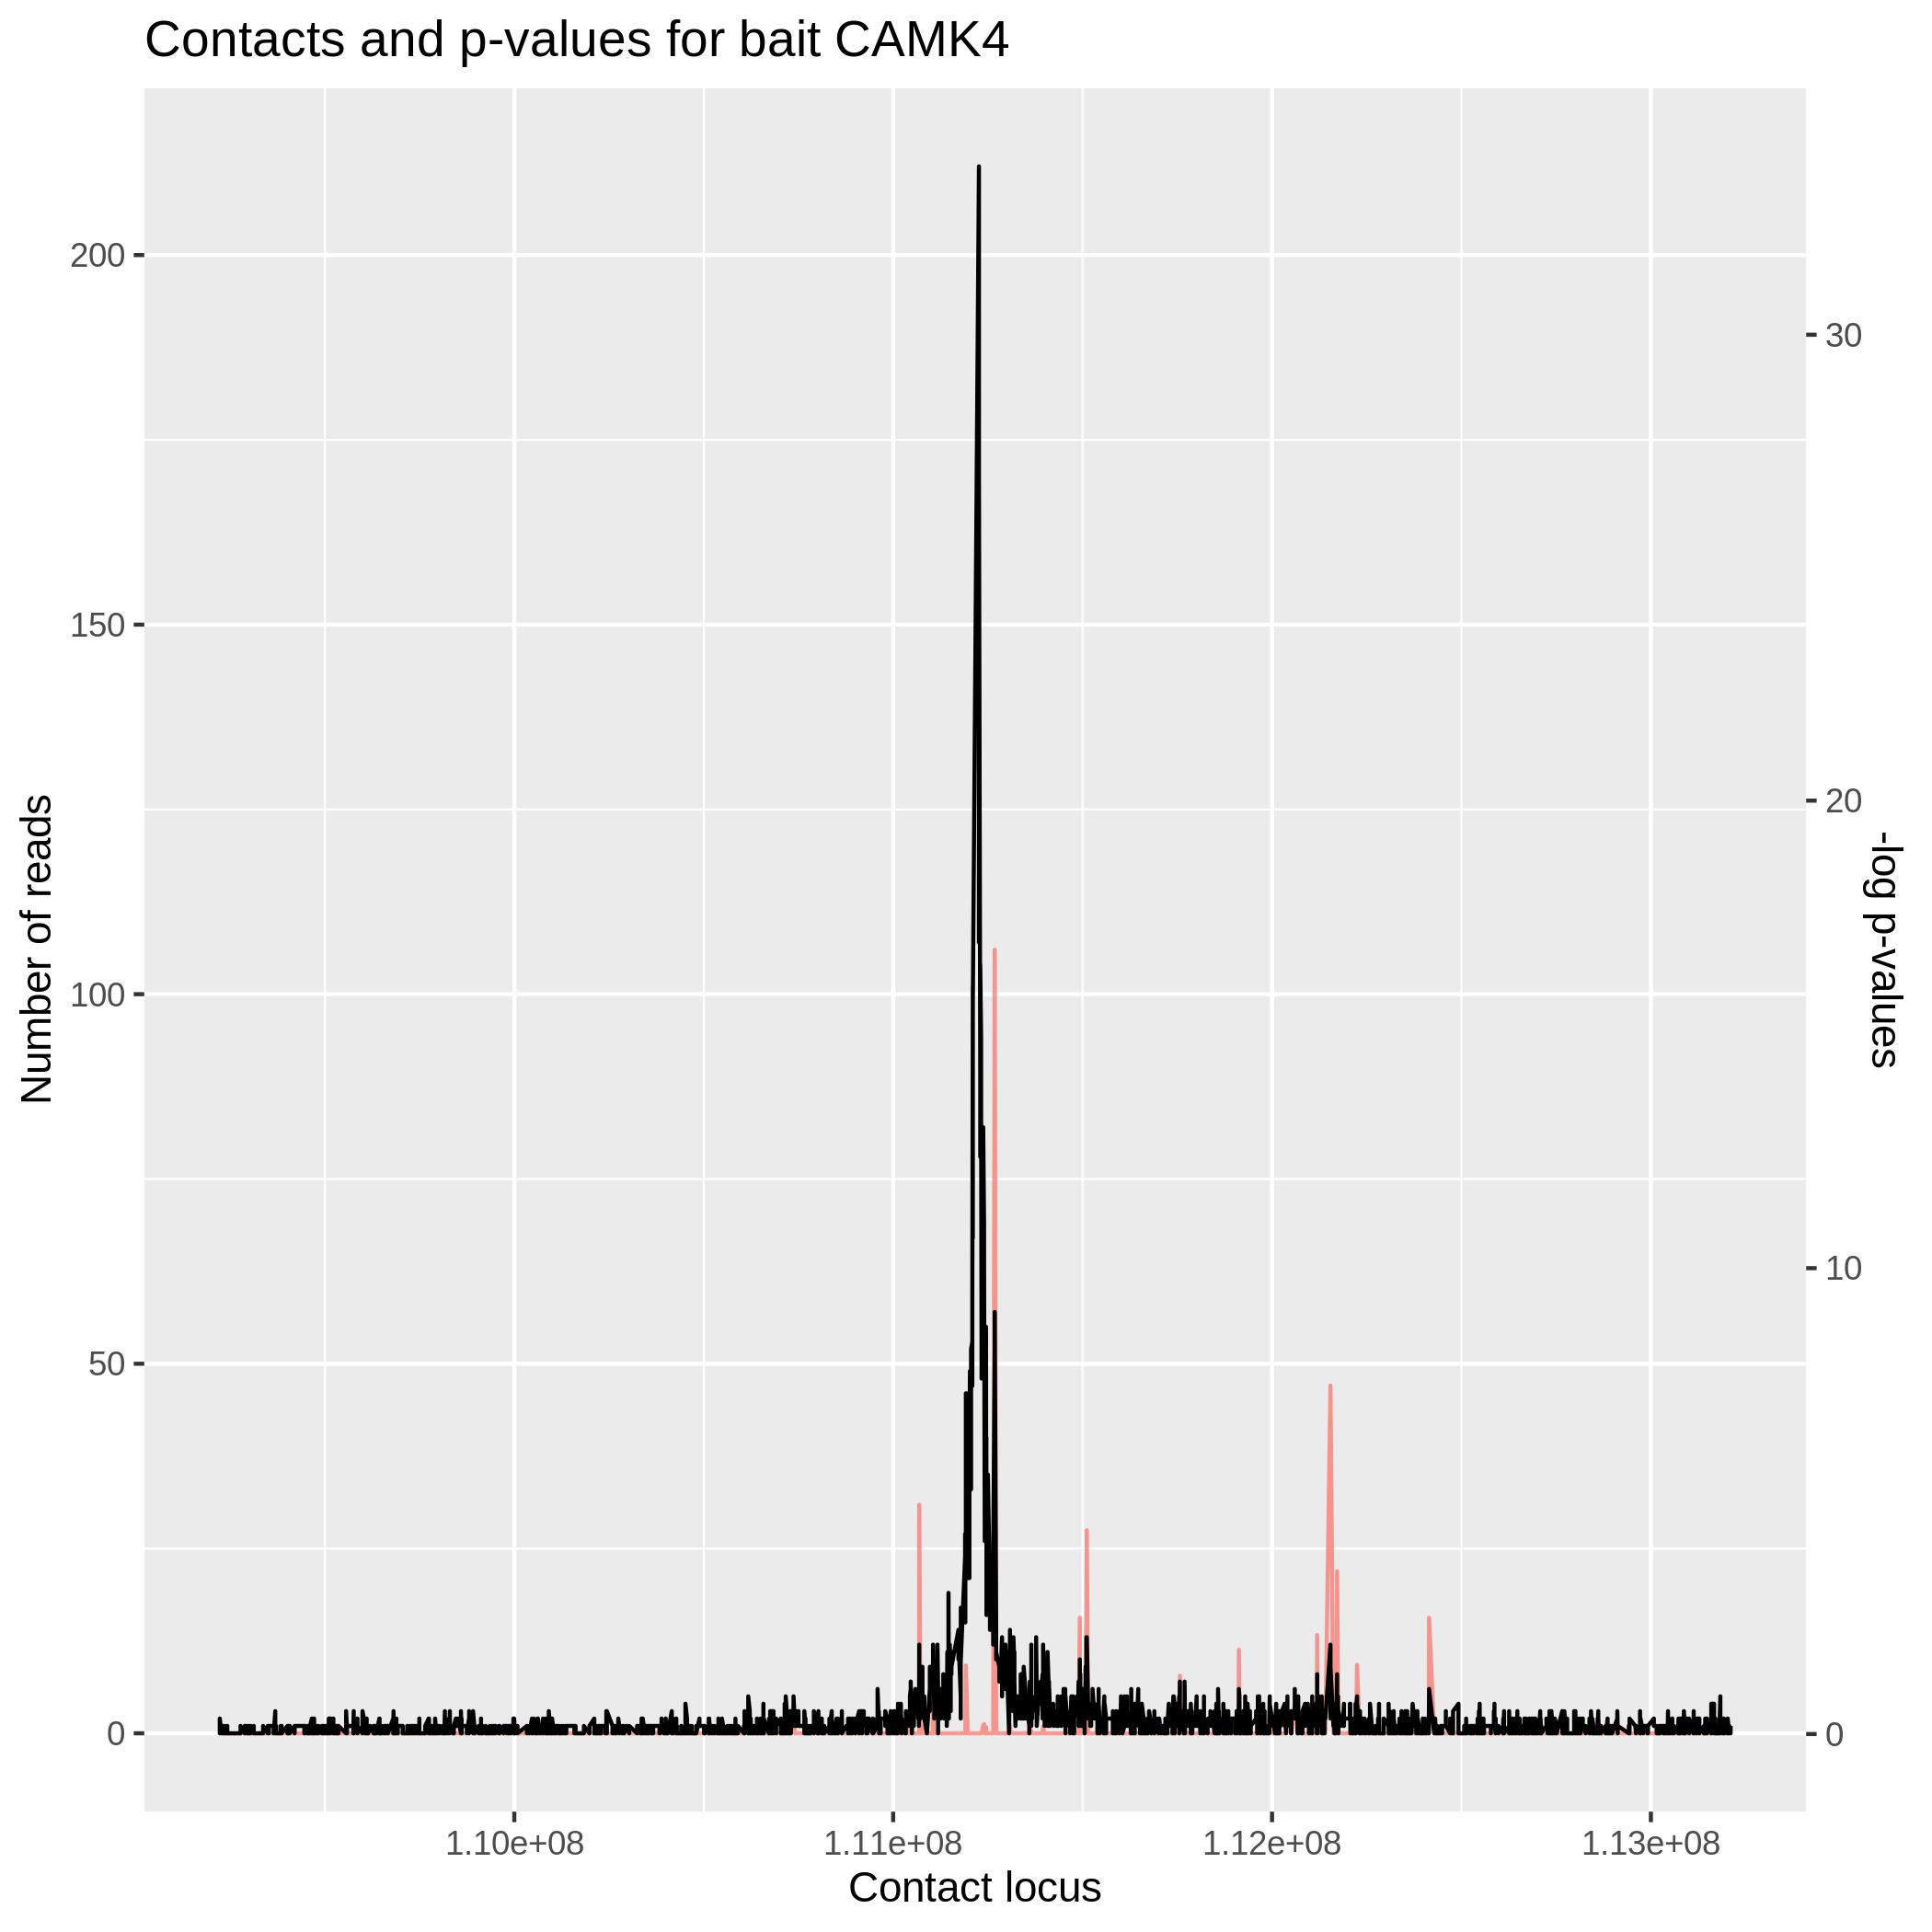 Contacts and p-values for bait CAMK4
Number of reads
200
150
100
50
0
30
20
10
0
-log p-values
1.10e+08
1.11e+08
1.12e+08
1.13e+08
Contact locus